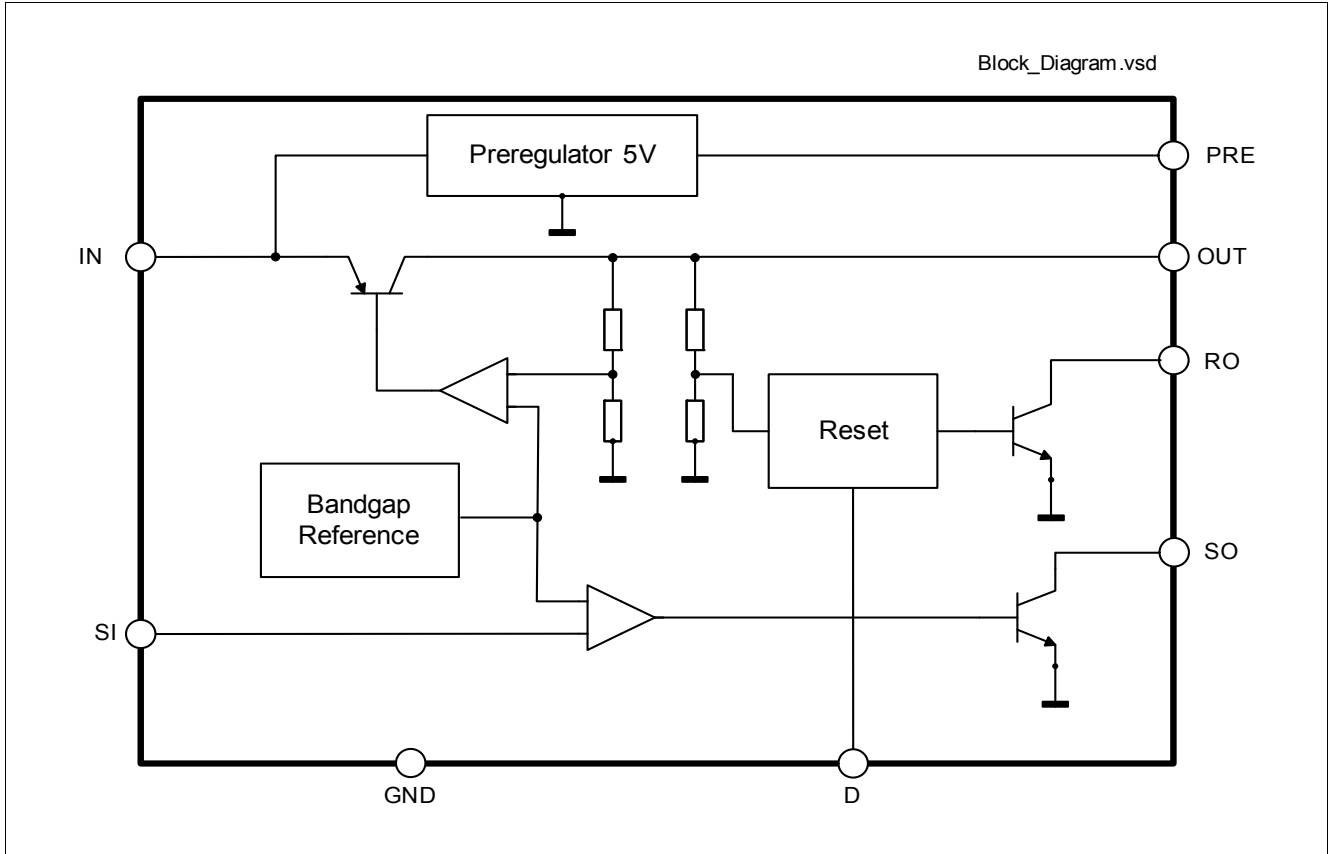 Block_Diagram.vsd
Preregulator 5V
PRE
IN
OUT
RO
Reset
Bandgap
Reference
SO
SI
GND
D